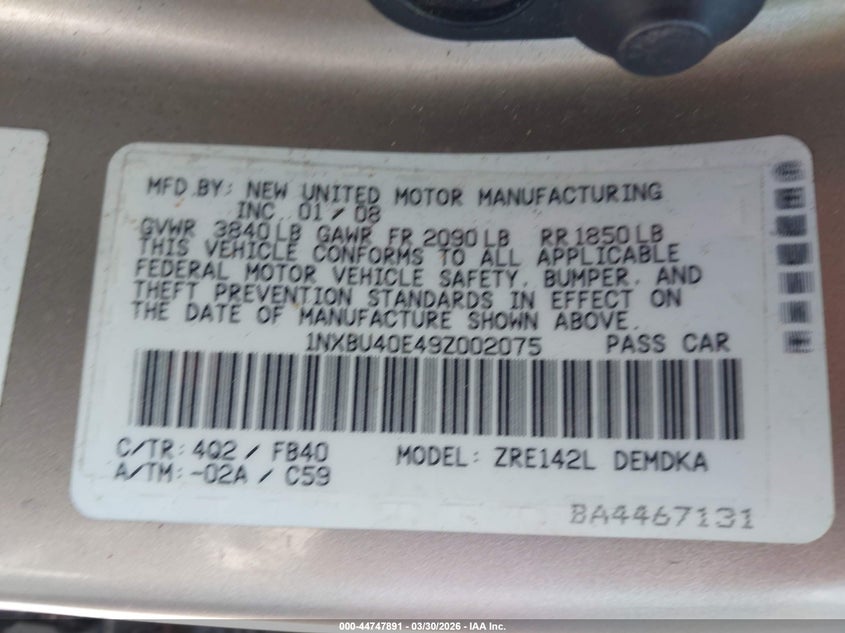 MFD.BY: NEW UNITED MOTOR MANUFACTURING
INC. 01/08
GVWR 3840LB GAWR FR 2090LB RR 1850LB
THIS VEHICLE CONFORMS TO ALL APPLICABLE
FEDERAL MOTOR VEHICLE SAFETY, BUMPER, AND
THEFT PREVENTION STANDARDS IN EFFECT ON
THE DATE OF MANUFACTURE SHOWN ABOVE.
1NXBU40E49Z002075 PASS CAR
C/TR: 4Q2 / FB40 MODEL: ZRE142L DEMDKA
A/TM: -02A / C59
BA4467131
000-44747891 - 03/30/2026 - IAA Inc.